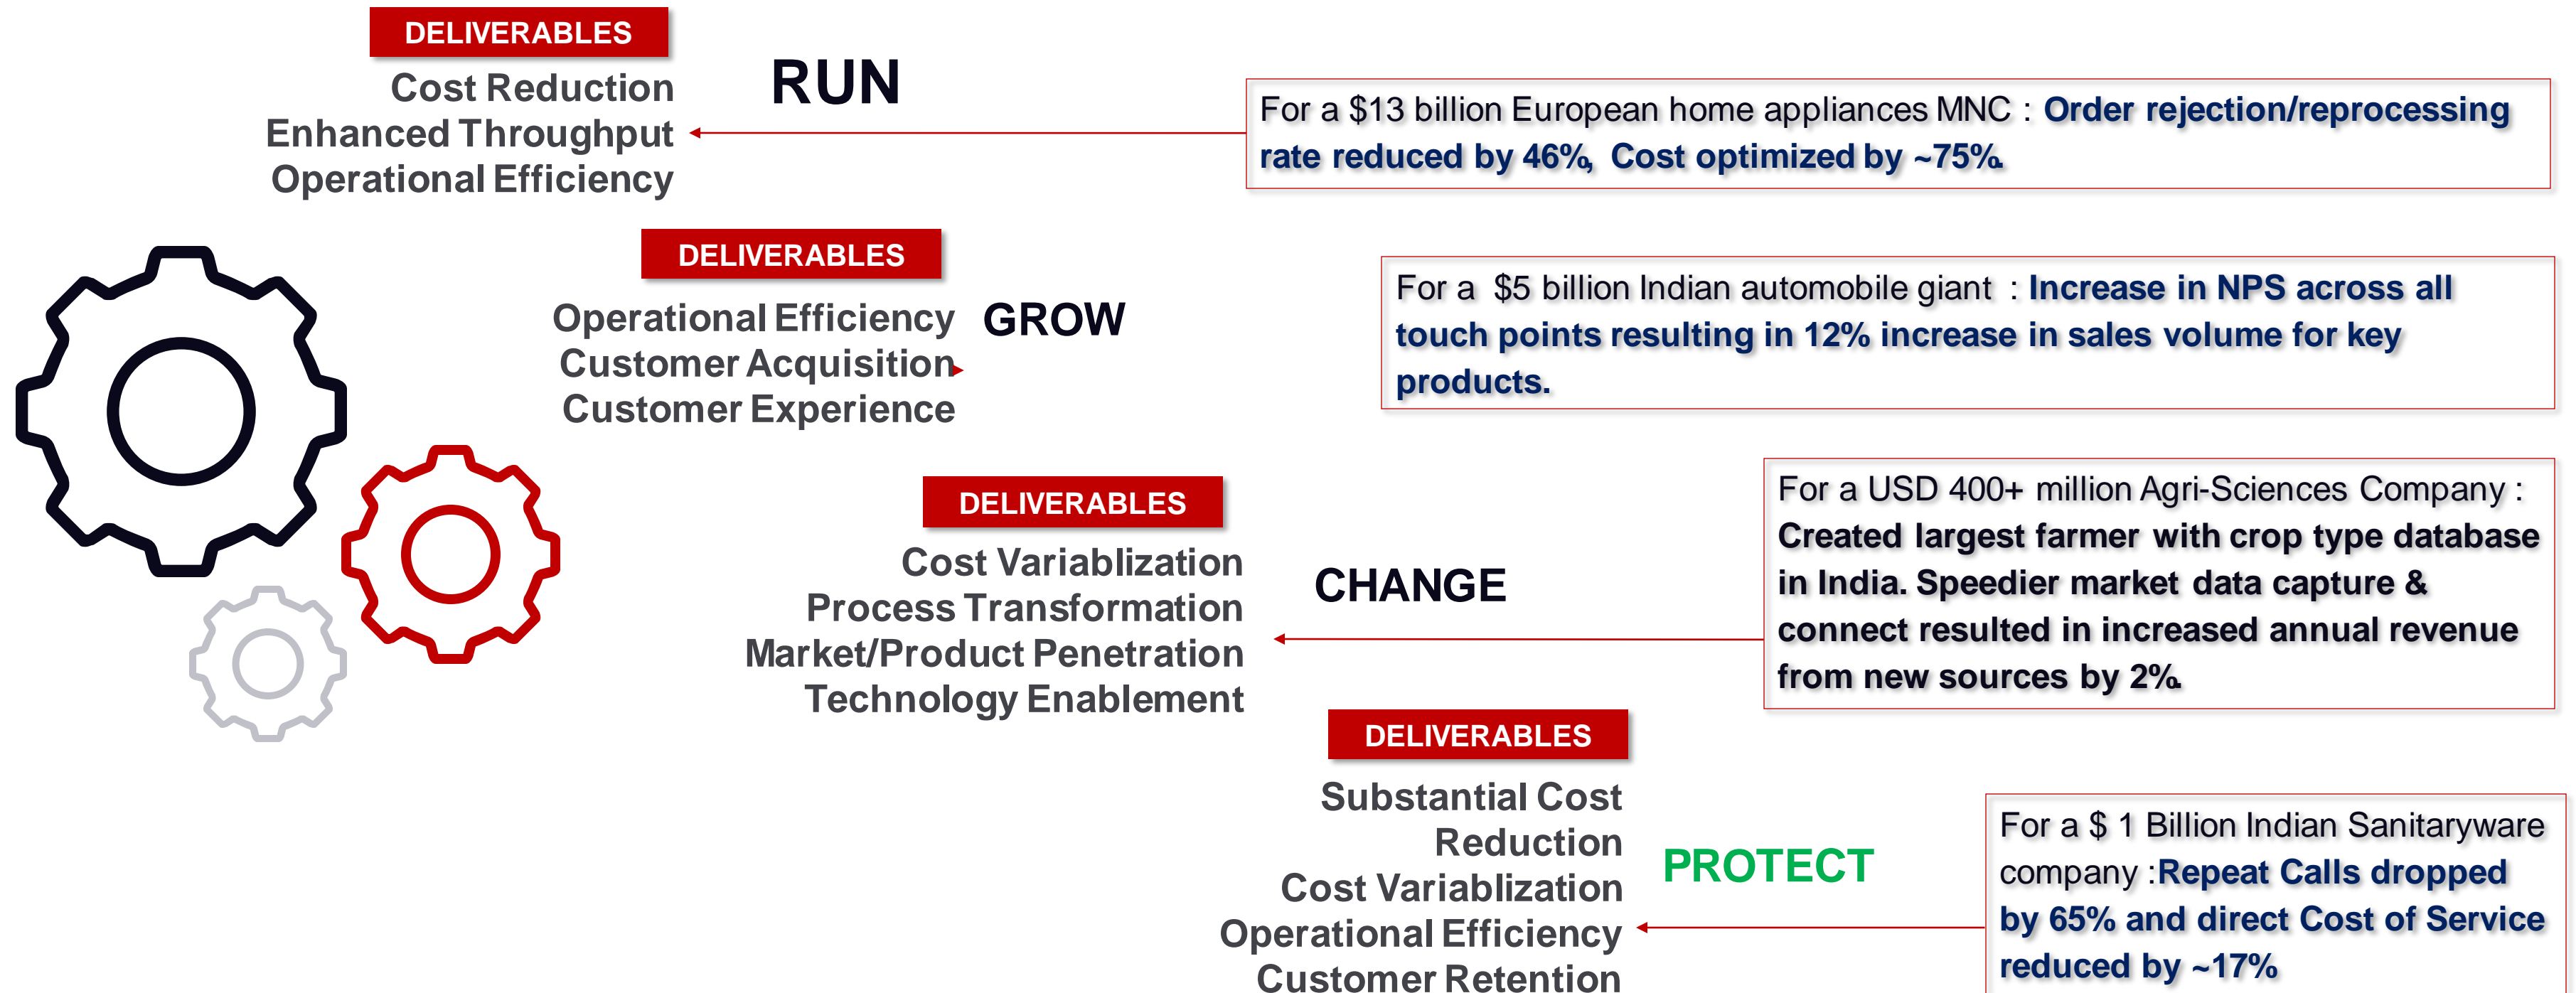 DELIVERABLES
Cost Reduction
Enhanced Throughput
Operational Efficiency
RUN
For a $13 billion European home appliances MNC : Order rejection/reprocessing
rate reduced by 46%, Cost optimized by ~75%.
DELIVERABLES
Operational Efficiency
Customer Acquisition
Customer Experience
GROW
For a $5 billion Indian automobile giant : Increase in NPS across all
touch points resulting in 12% increase in sales volume for key
products.
DELIVERABLES
Cost Variablization
Process Transformation
Market/Product Penetration
Technology Enablement
CHANGE
For a USD 400+ million Agri-Sciences Company :
Created largest farmer with crop type database
in India. Speedier market data capture &
connect resulted in increased annual revenue
from new sources by 2%.
DELIVERABLES
Substantial Cost
Reduction
Cost Variablization
Operational Efficiency
Customer Retention
PROTECT
For a $ 1 Billion Indian Sanitaryware
company :Repeat Calls dropped
by 65% and direct Cost of Service
reduced by ~17%